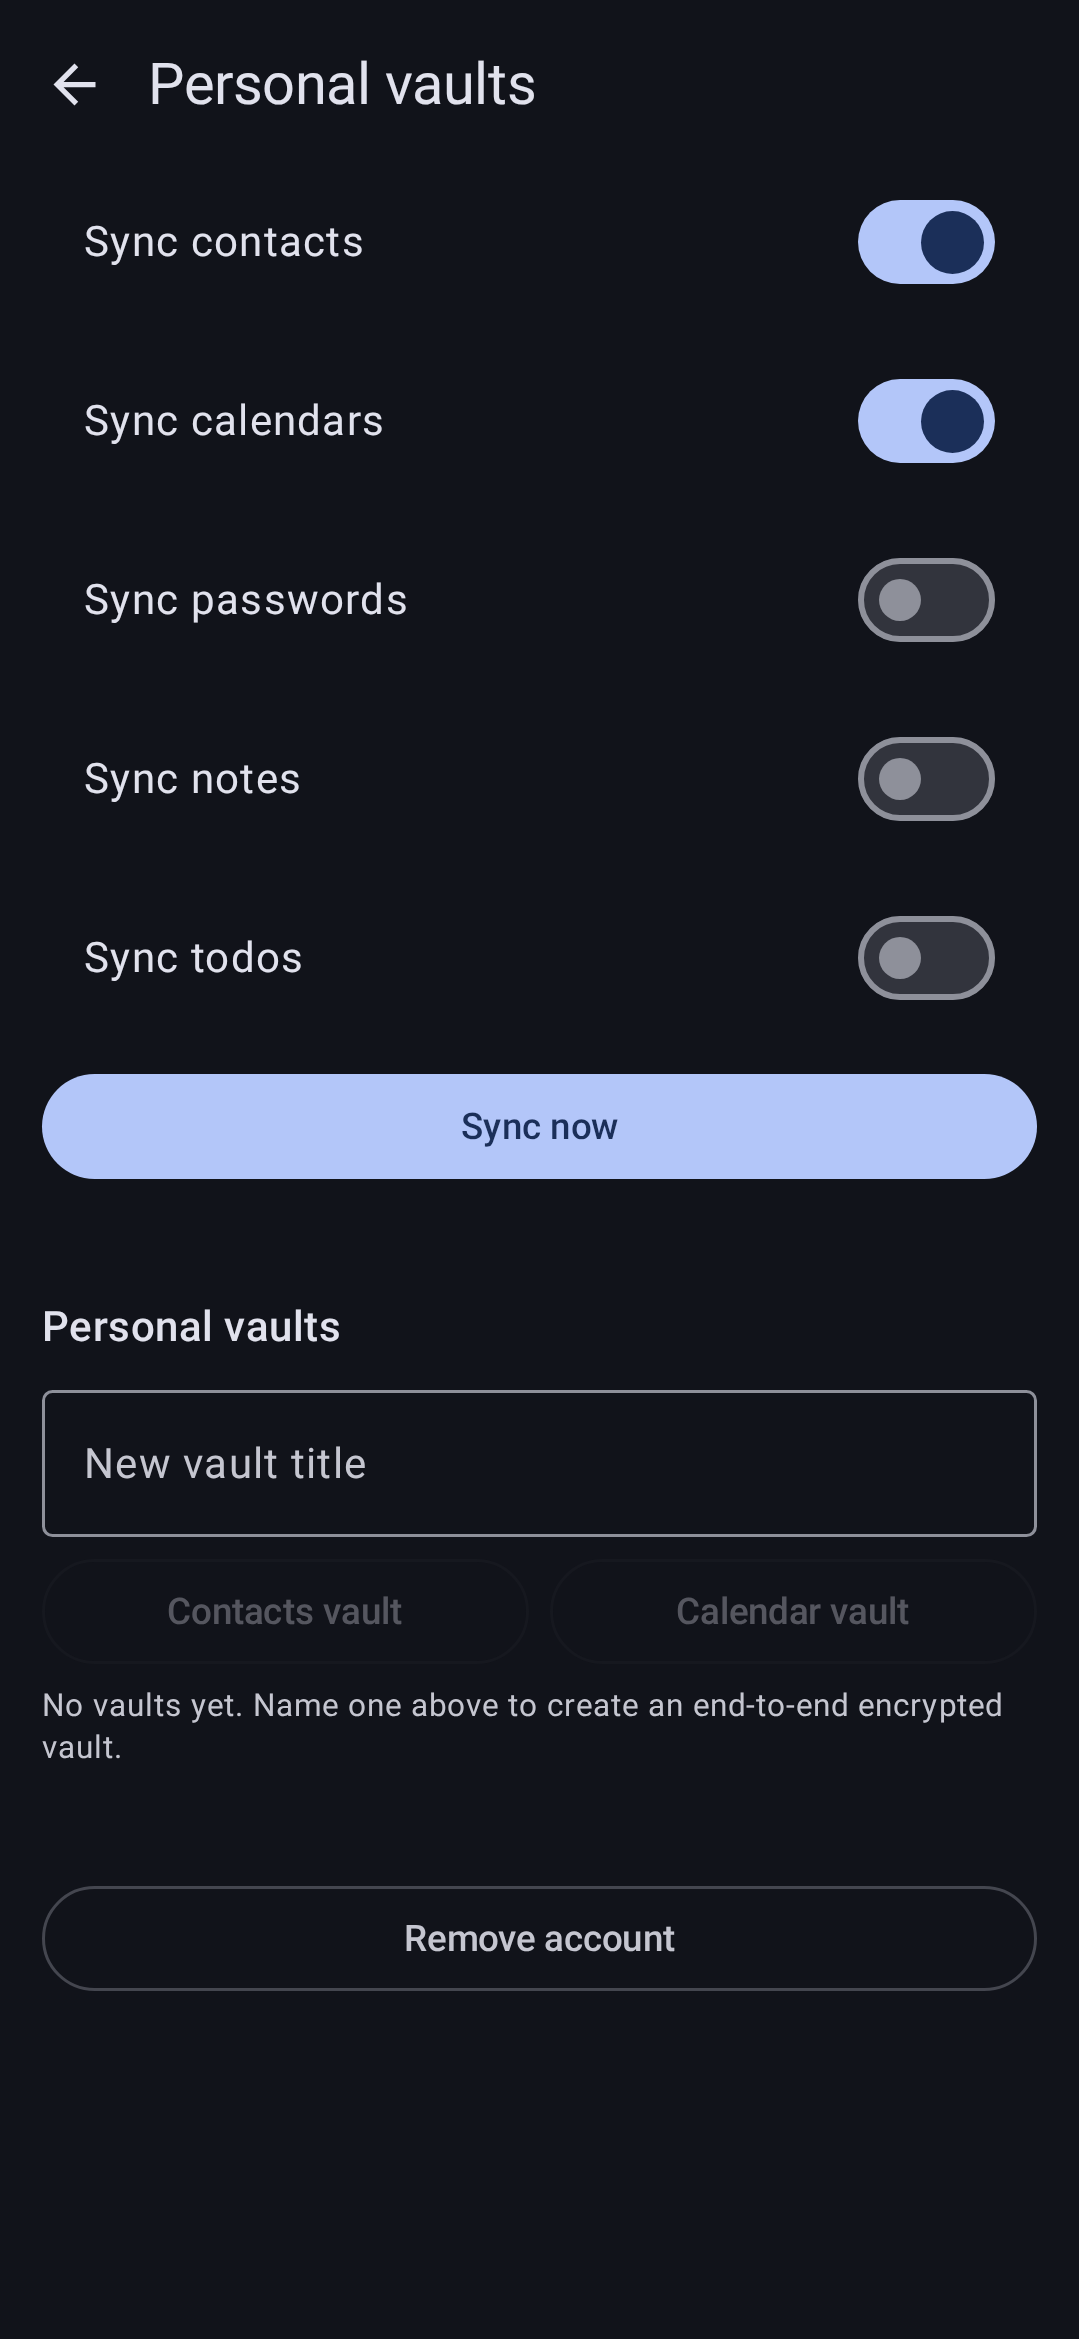 Personal vaults
Sync contacts
Sync calendars
Sync passwords
Sync notes
Sync todos
Sync now
Personal vaults
New vault title
Contacts vault
Calendar vault
No vaults yet. Name one above to create an end-to-end encrypted
vault.
Remove account